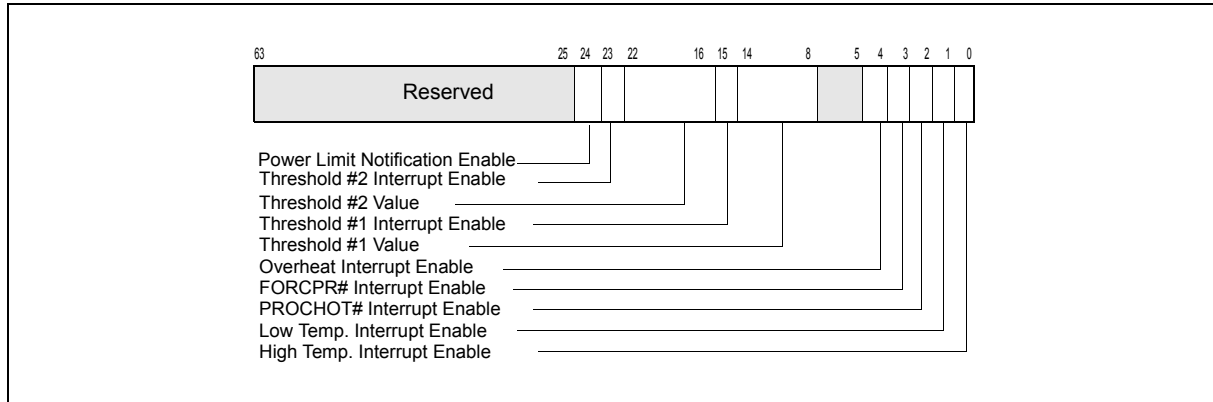 63 25 24 23 22 16 15 14 8 5 4 3 2 1 0
Reserved
Power Limit Notification Enable
Threshold #2 Interrupt Enable
Threshold #2 Value
Threshold #1 Interrupt Enable
Threshold #1 Value
Overheat Interrupt Enable
FORCPR# Interrupt Enable
PROCHOT# Interrupt Enable
Low Temp. Interrupt Enable
High Temp. Interrupt Enable